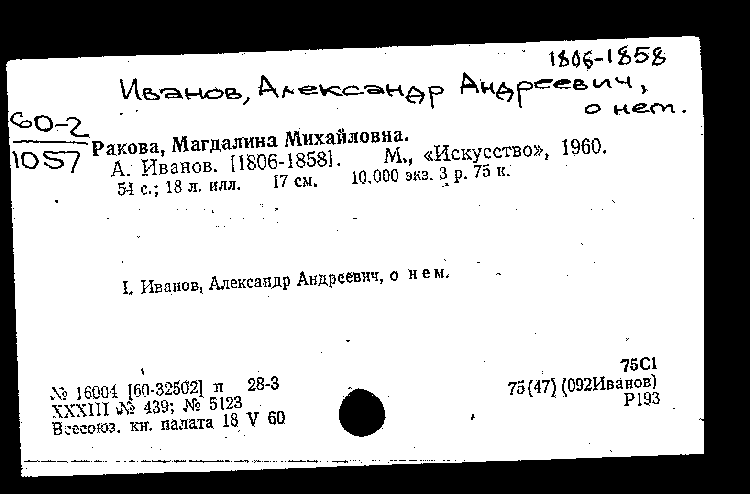 1806-1858
Иванов, Александр Андреевич,
о нем.
60-2
1057
Ракова, Магдалина Михайловна.
А. Иванов. [1806-1858]. М., «Искусство», 1960.
54 с.; 18 л. илл. 17 см. 10.000 экз. 3 р. 75 к.
I. Иванов, Александр Андреевич, о нем.
75С1
№ 16004 [60-32502] п 28-3
75(47)(092Иванов)
XXXIII № 439; № 5123
Р193
Всесоюз. кн. палата 18 V 60